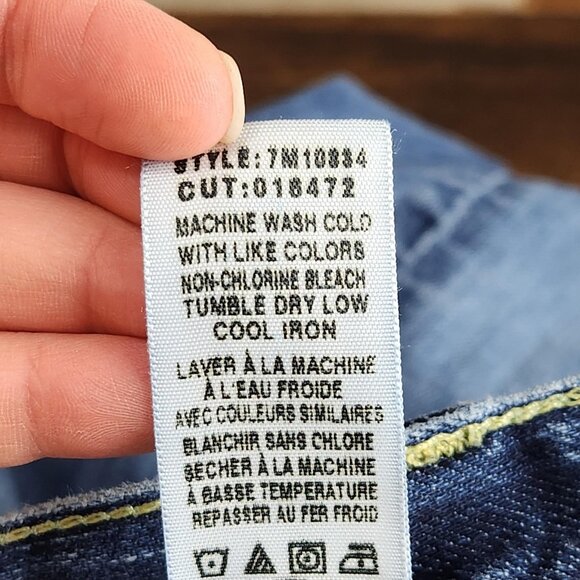 STYLE: 7M10884
CUT: 016472
MACHINE WASH COLD
WITH LIKE COLORS
NON-CHLORINE BLEACH
TUMBLE DRY LOW
COOL IRON
LAVER À LA MACHINE
À L'EAU FROIDE
AVEC COULEURS SIMILAIRES
BLANCHIR SANS CHLORE
SECHER À LA MACHINE
À BASSE TEMPERATURE
REPASSER AU FER FROID